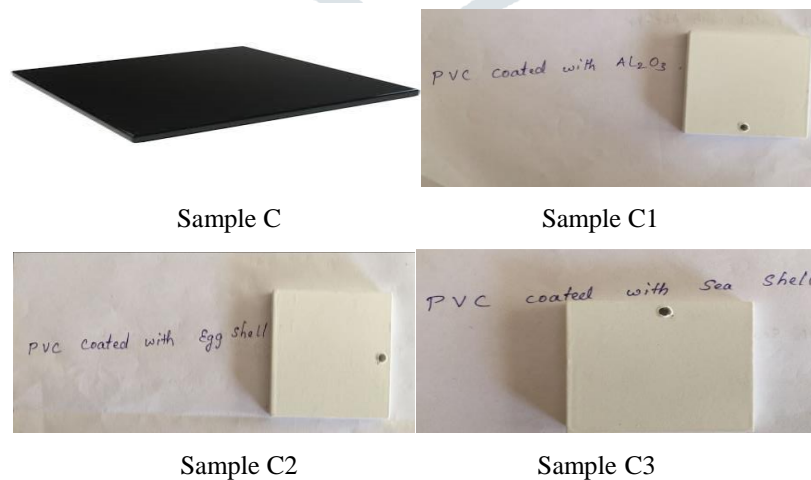 PVC coated with AL2O3.
Sample C
Sample C1
PVC coated with Egg shell
PVC coated with Sea Shell
Sample C2
Sample C3